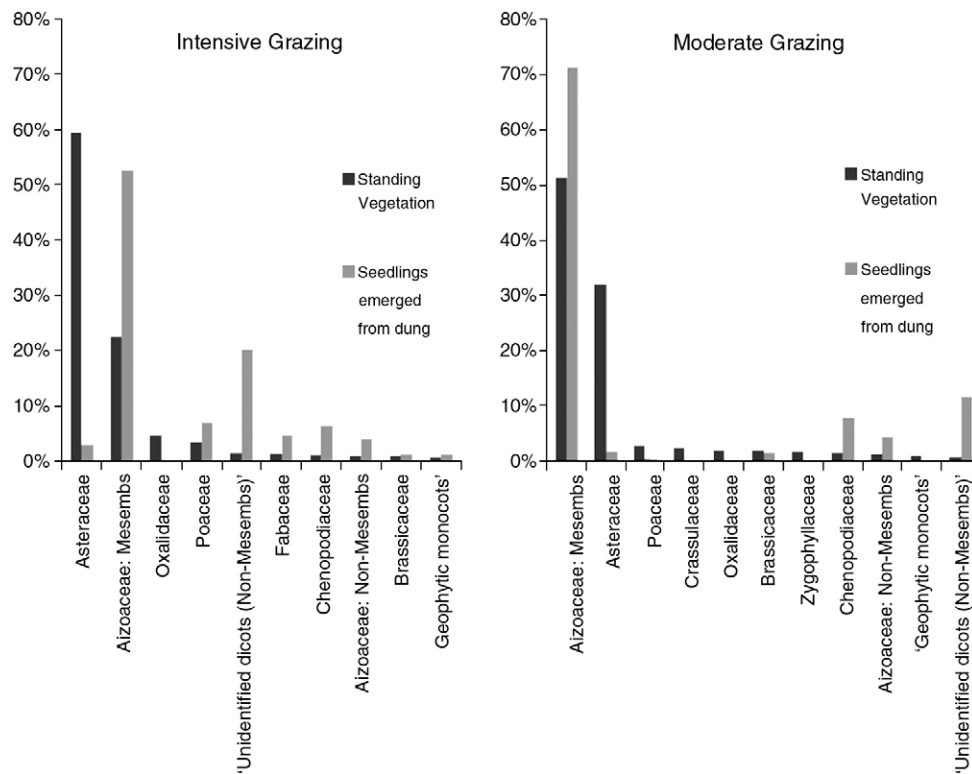 Intensive Grazing
80%
70%
60%
50%
40%
30%
20%
10%
0%
Standing
Vegetation
Seedlings
emerged
from dung
Asteraceae
Aizoaceae: Mesembs
Oxalidaceae
Poaceae
'Unidentified dicots (Non-Mesembs)'
Fabaceae
Chenopodiaceae
Aizoaceae: Non-Mesembs
Brassicaceae
Geophytic monocots'
Moderate Grazing
80%
70%
60%
50%
40%
30%
20%
10%
0%
Standing
Vegetation
Seedlings
emerged
from dung
Aizoaceae: Mesembs
Asteraceae
Poaceae
Crassulaceae
Oxalidaceae
Brassicaceae
Zygophyllaceae
Chenopodiaceae
Aizoaceae: Non-Mesembs
'Geophytic monocots'
'Unidentified dicots (Non-Mesembs)'